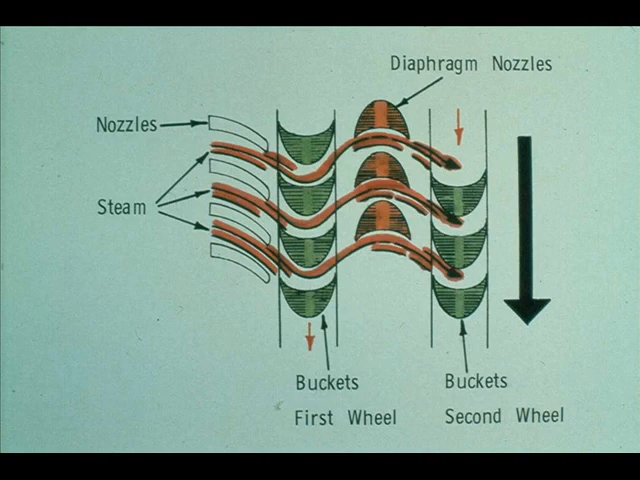 Diaphragm Nozzles
Nozzles
Steam
Buckets
First Wheel
Buckets
Second Wheel